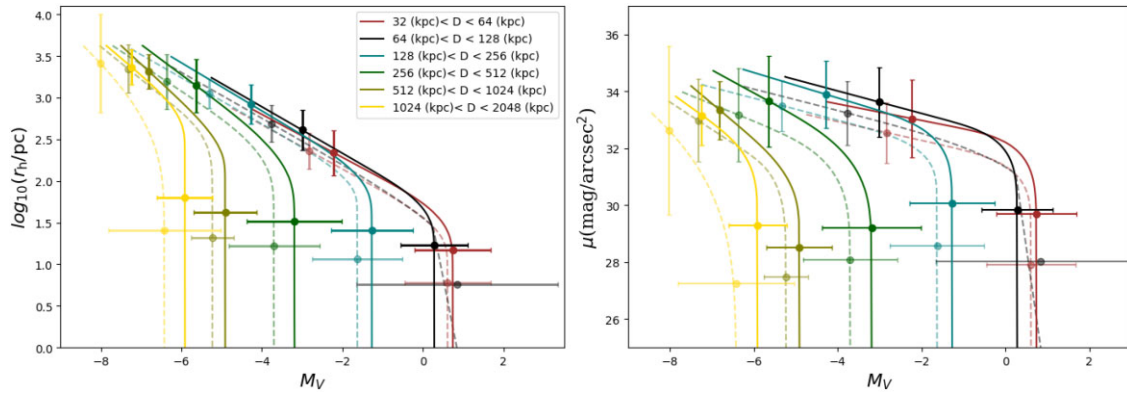 4.0
3.5
3.0
2.5
2.0
1.5
1.0
0.5
0.0
log₁₀(rₕ/pc)
−8 −6 −4 −2 0 2
M_V
32 (kpc)< D < 64 (kpc)
64 (kpc)< D < 128 (kpc)
128 (kpc)< D < 256 (kpc)
256 (kpc)< D < 512 (kpc)
512 (kpc)< D < 1024 (kpc)
1024 (kpc)< D < 2048 (kpc)
36
34
32
30
28
26
μ(mag/arcsec²)
−8 −6 −4 −2 0 2
M_V